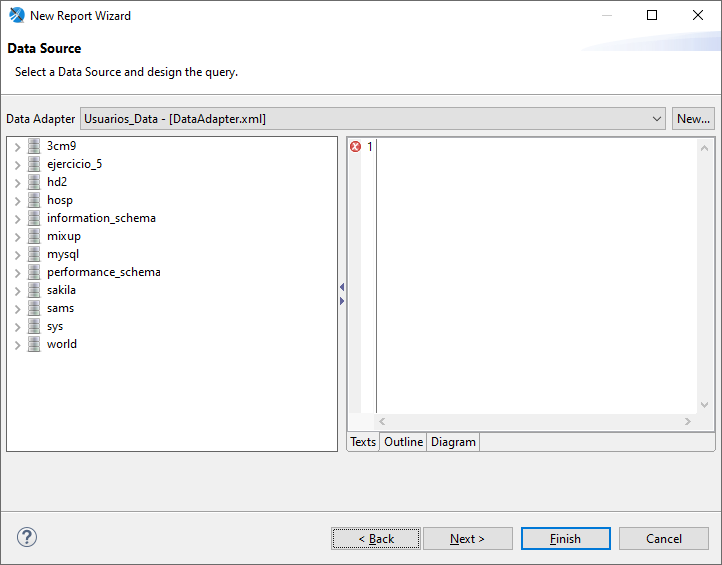 New Report Wizard
Data Source
Select a Data Source and design the query.
Data Adapter Usuarios_Data - [DataAdapter.xml] New...
3cm9
ejercicio_5
hd2
hosp
information_schema
mixup
mysql
performance_schema
sakila
sams
sys
world
1
Texts Outline Diagram
? < Back Next > Finish Cancel